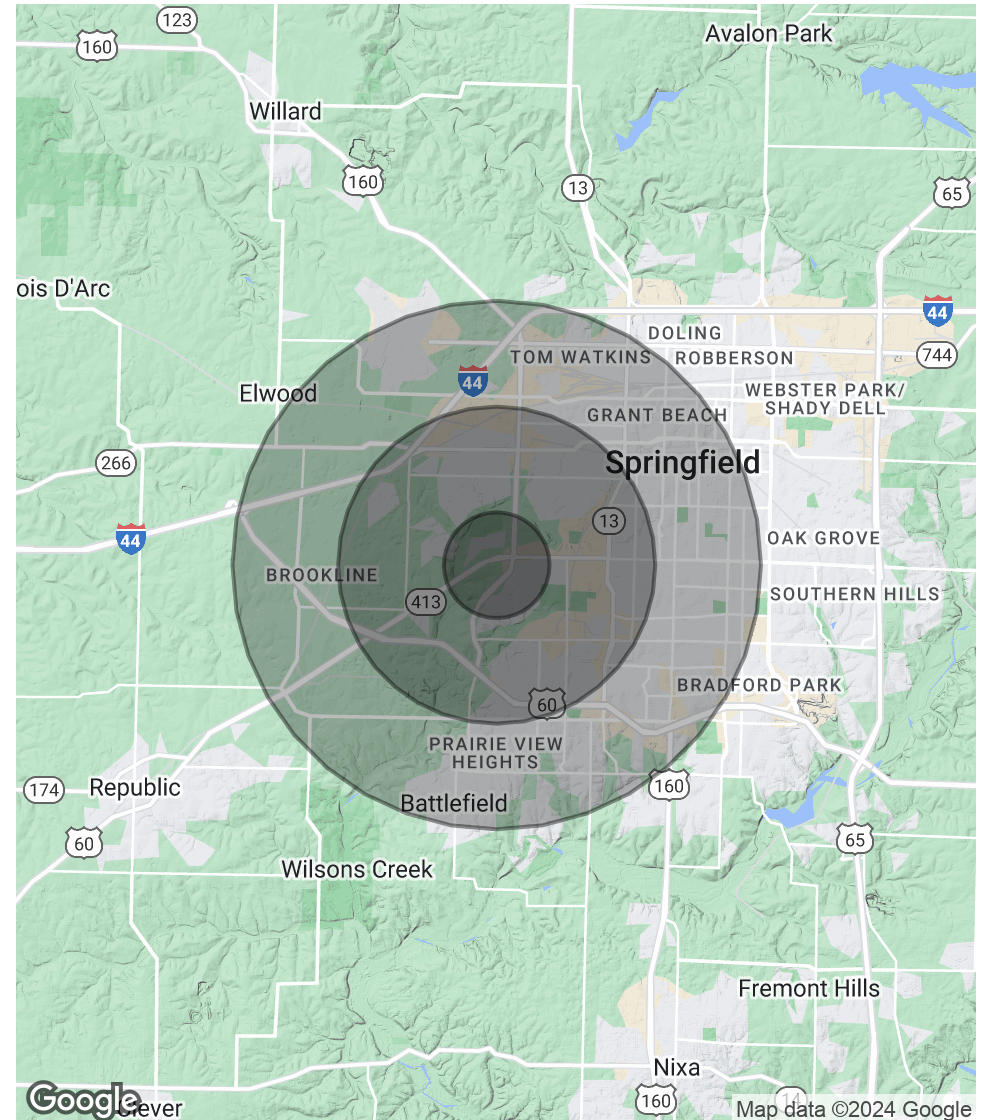 123
160
Avalon Park
Willard
160
13
65
ois D'Arc
44
DOLING
TOM WATKINS
ROBBERSON
744
44
Elwood
WEBSTER PARK/
SHADY DELL
GRANT BEACH
266
Springfield
13
44
OAK GROVE
BROOKLINE
SOUTHERN HILLS
413
BRADFORD PARK
60
PRAIRIE VIEW
HEIGHTS
174
Republic
160
Battlefield
60
65
Wilsons Creek
Fremont Hills
Nixa
160
14
Google
lever
Map data ©2024 Google